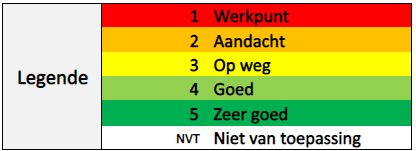 Legende
1 Werkpunt
2 Aandacht
3 Op weg
4 Goed
5 Zeer goed
NVT Niet van toepassing